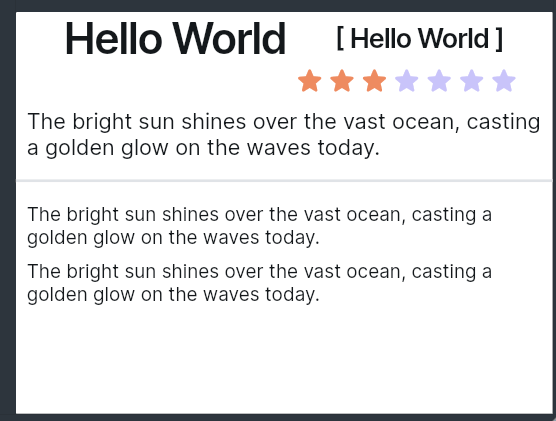 Hello World
[ Hello World ]
The bright sun shines over the vast ocean, casting
a golden glow on the waves today.
The bright sun shines over the vast ocean, casting a
golden glow on the waves today.
The bright sun shines over the vast ocean, casting a
golden glow on the waves today.